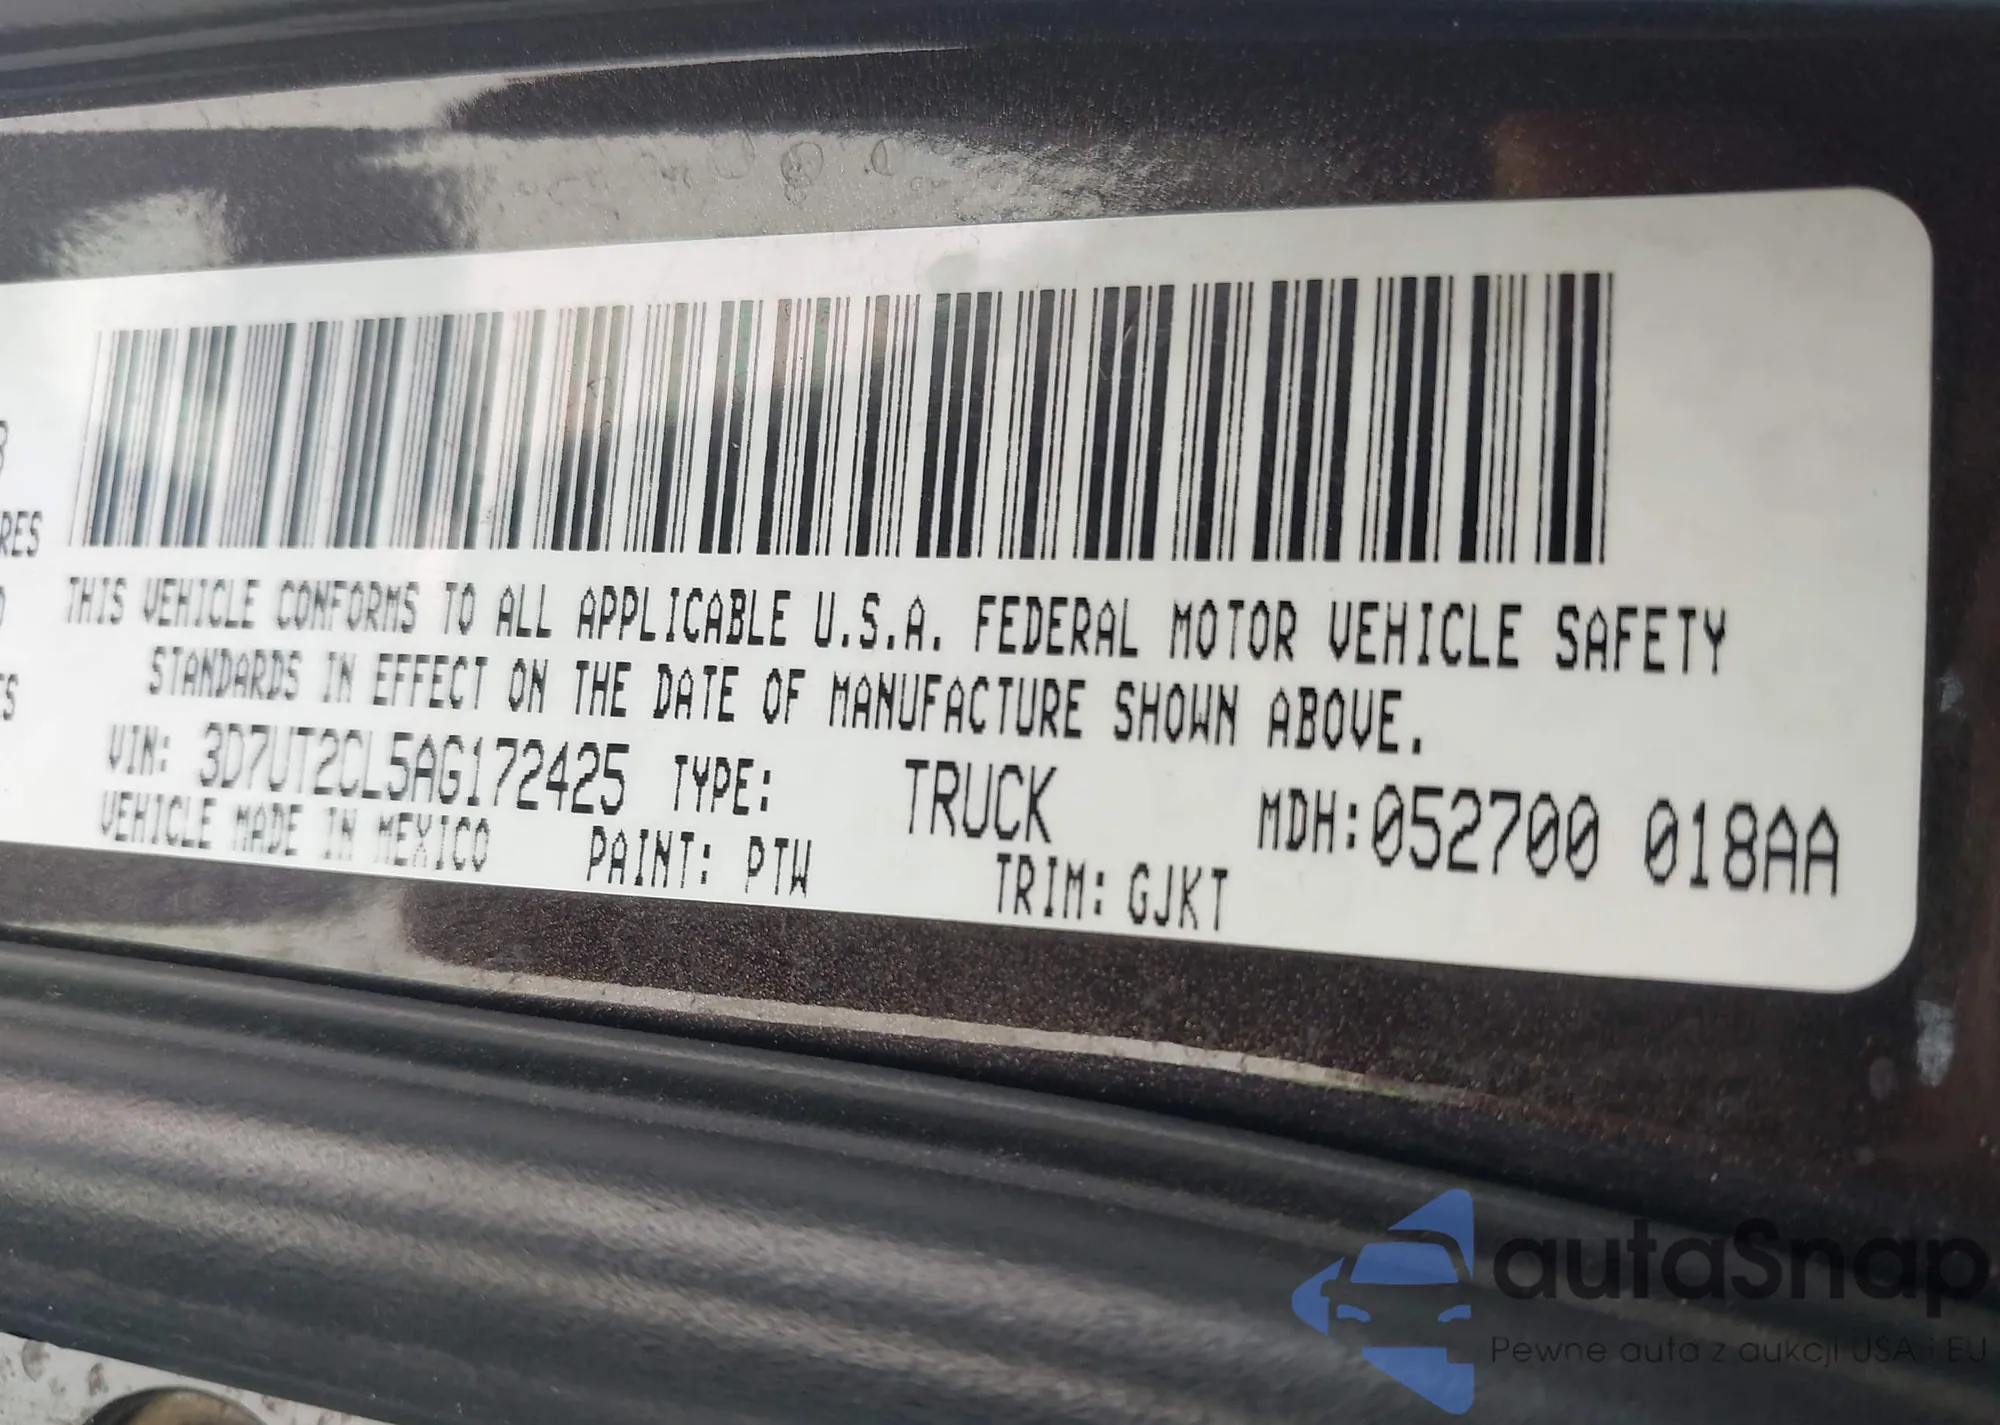 THIS VEHICLE CONFORMS TO ALL APPLICABLE U.S.A. FEDERAL MOTOR VEHICLE SAFETY
STANDARDS IN EFFECT ON THE DATE OF MANUFACTURE SHOWN ABOVE.
VIN: 3D7UT2CL5AG172425 TYPE: TRUCK MDH:052700 018AA
VEHICLE MADE IN MEXICO PAINT: PTW TRIM: GJKT
autaSnap
Pewne auta z aukcji USA i EU